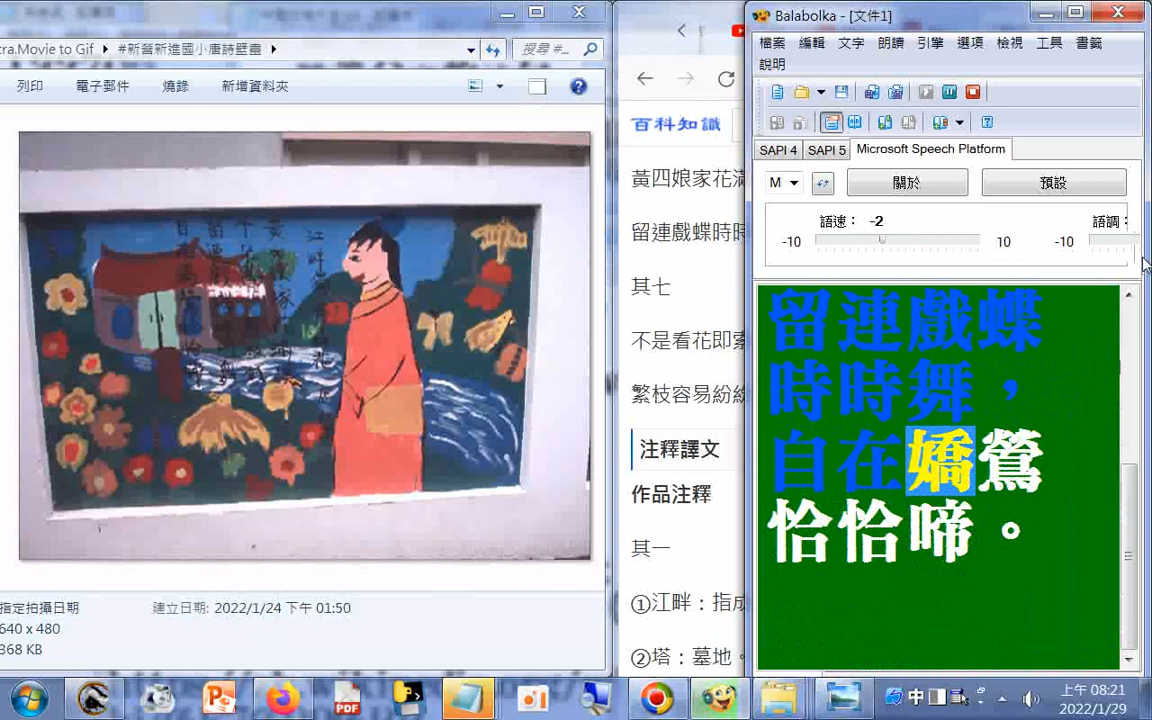 tra.Movie to Gif ▸ #新營新進國小唐詩壁畫 ▸
搜尋 #...
列印 電子郵件 燒錄 新增資料夾
指定拍攝日期
建立日期: 2022/1/24 下午 01:50
640 x 480
368 KB
百科知識
黃四娘家花滿
留連戲蝶時時
其七
不是看花即索
繁枝容易紛紛
注釋譯文
作品注釋
其一
①江畔：指成
②塔：墓地。
Balabolka - [文件1]
檔案 編輯 文字 朗讀 引擎 選項 檢視 工具 書籤
說明
SAPI 4 SAPI 5 Microsoft Speech Platform
M 關於 預設
語速： -2 語調：
-10 10 -10
留連戲蝶
時時舞，
自在嬌鶯
恰恰啼。
中
上午 08:21
2022/1/29